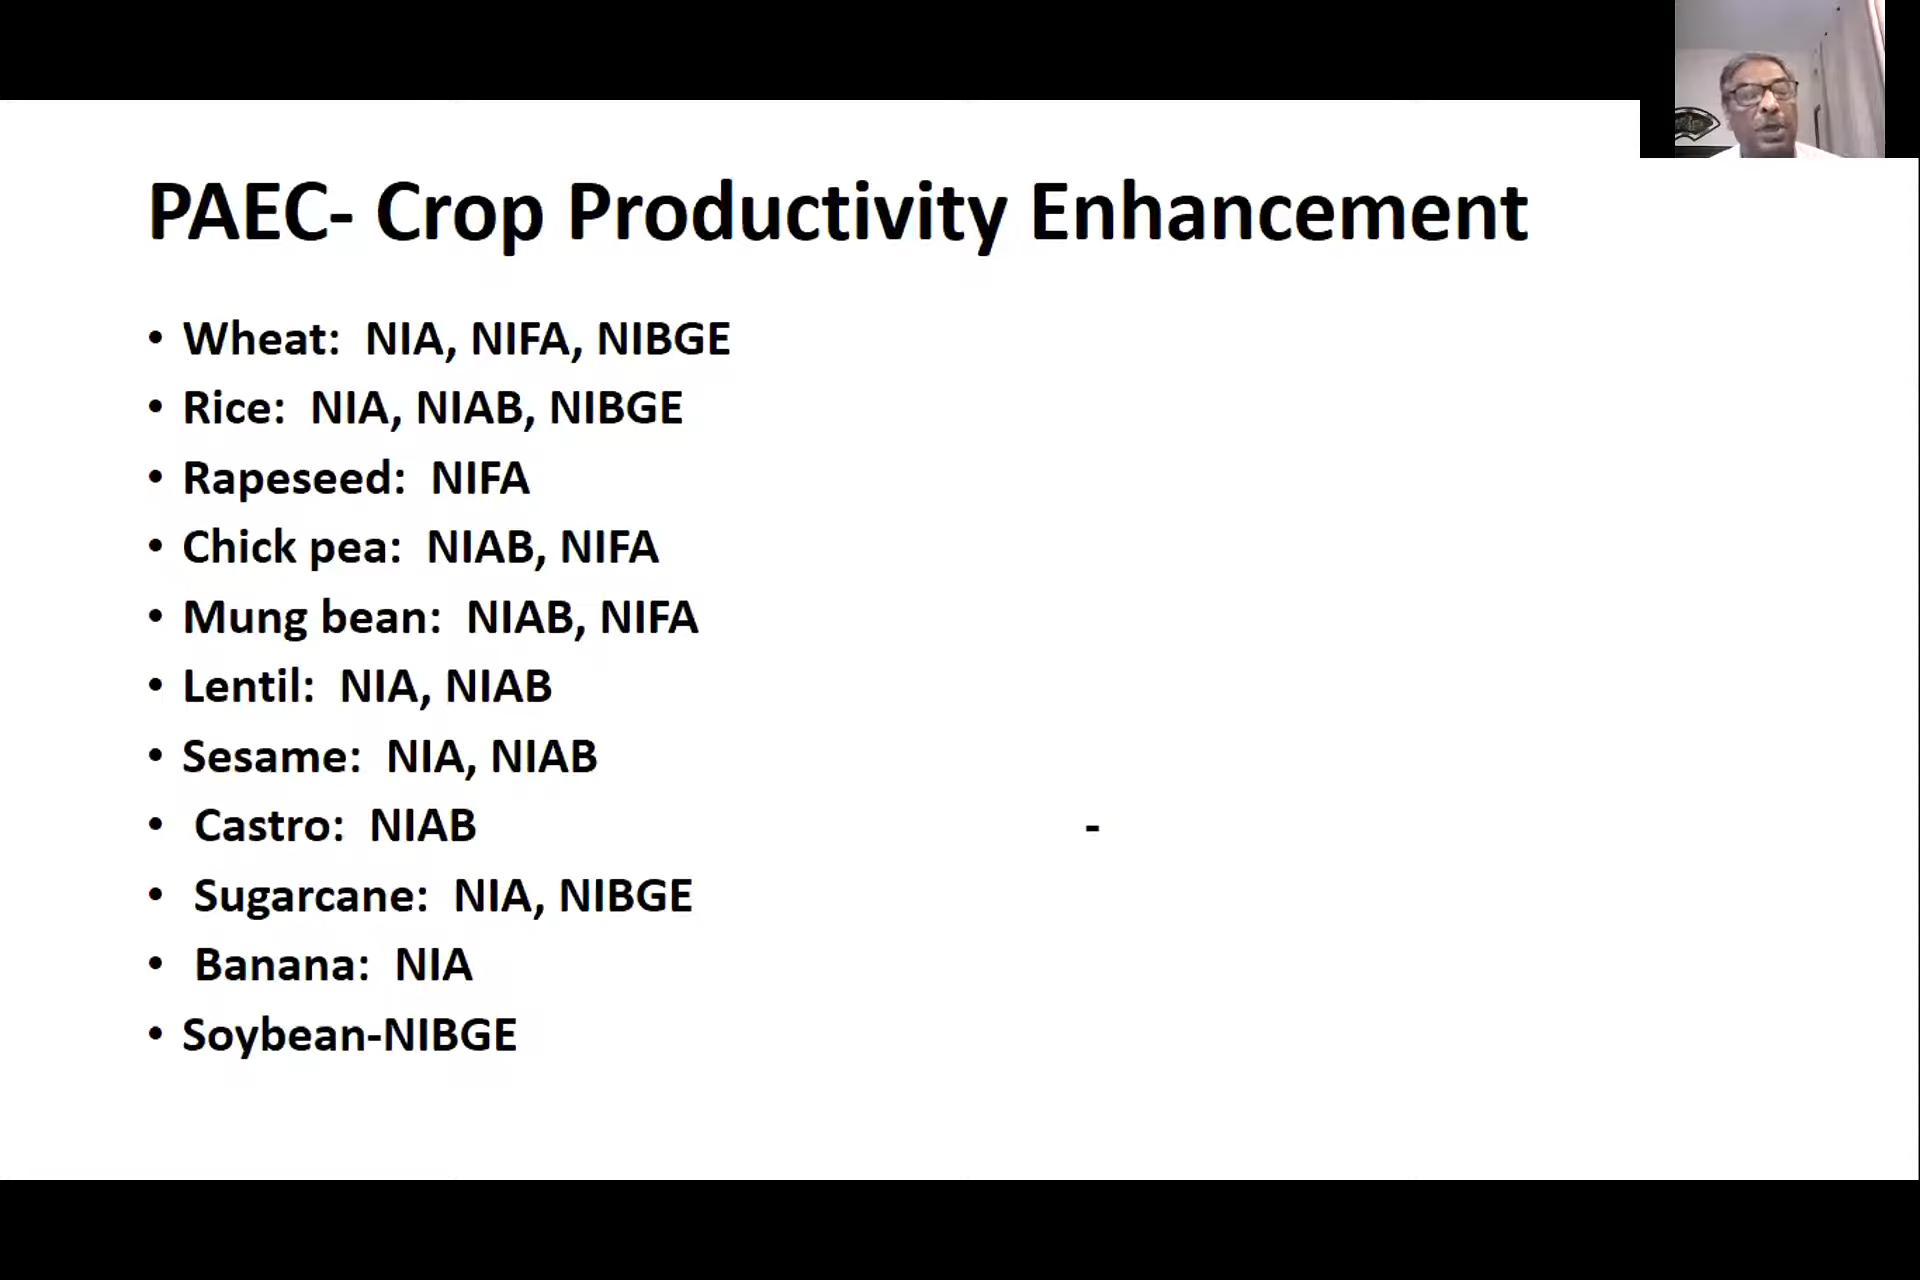 PAEC- Crop Productivity Enhancement
• Wheat: NIA, NIFA, NIBGE
• Rice: NIA, NIAB, NIBGE
• Rapeseed: NIFA
• Chick pea: NIAB, NIFA
• Mung bean: NIAB, NIFA
• Lentil: NIA, NIAB
• Sesame: NIA, NIAB
• Castro: NIAB -
• Sugarcane: NIA, NIBGE
• Banana: NIA
• Soybean-NIBGE